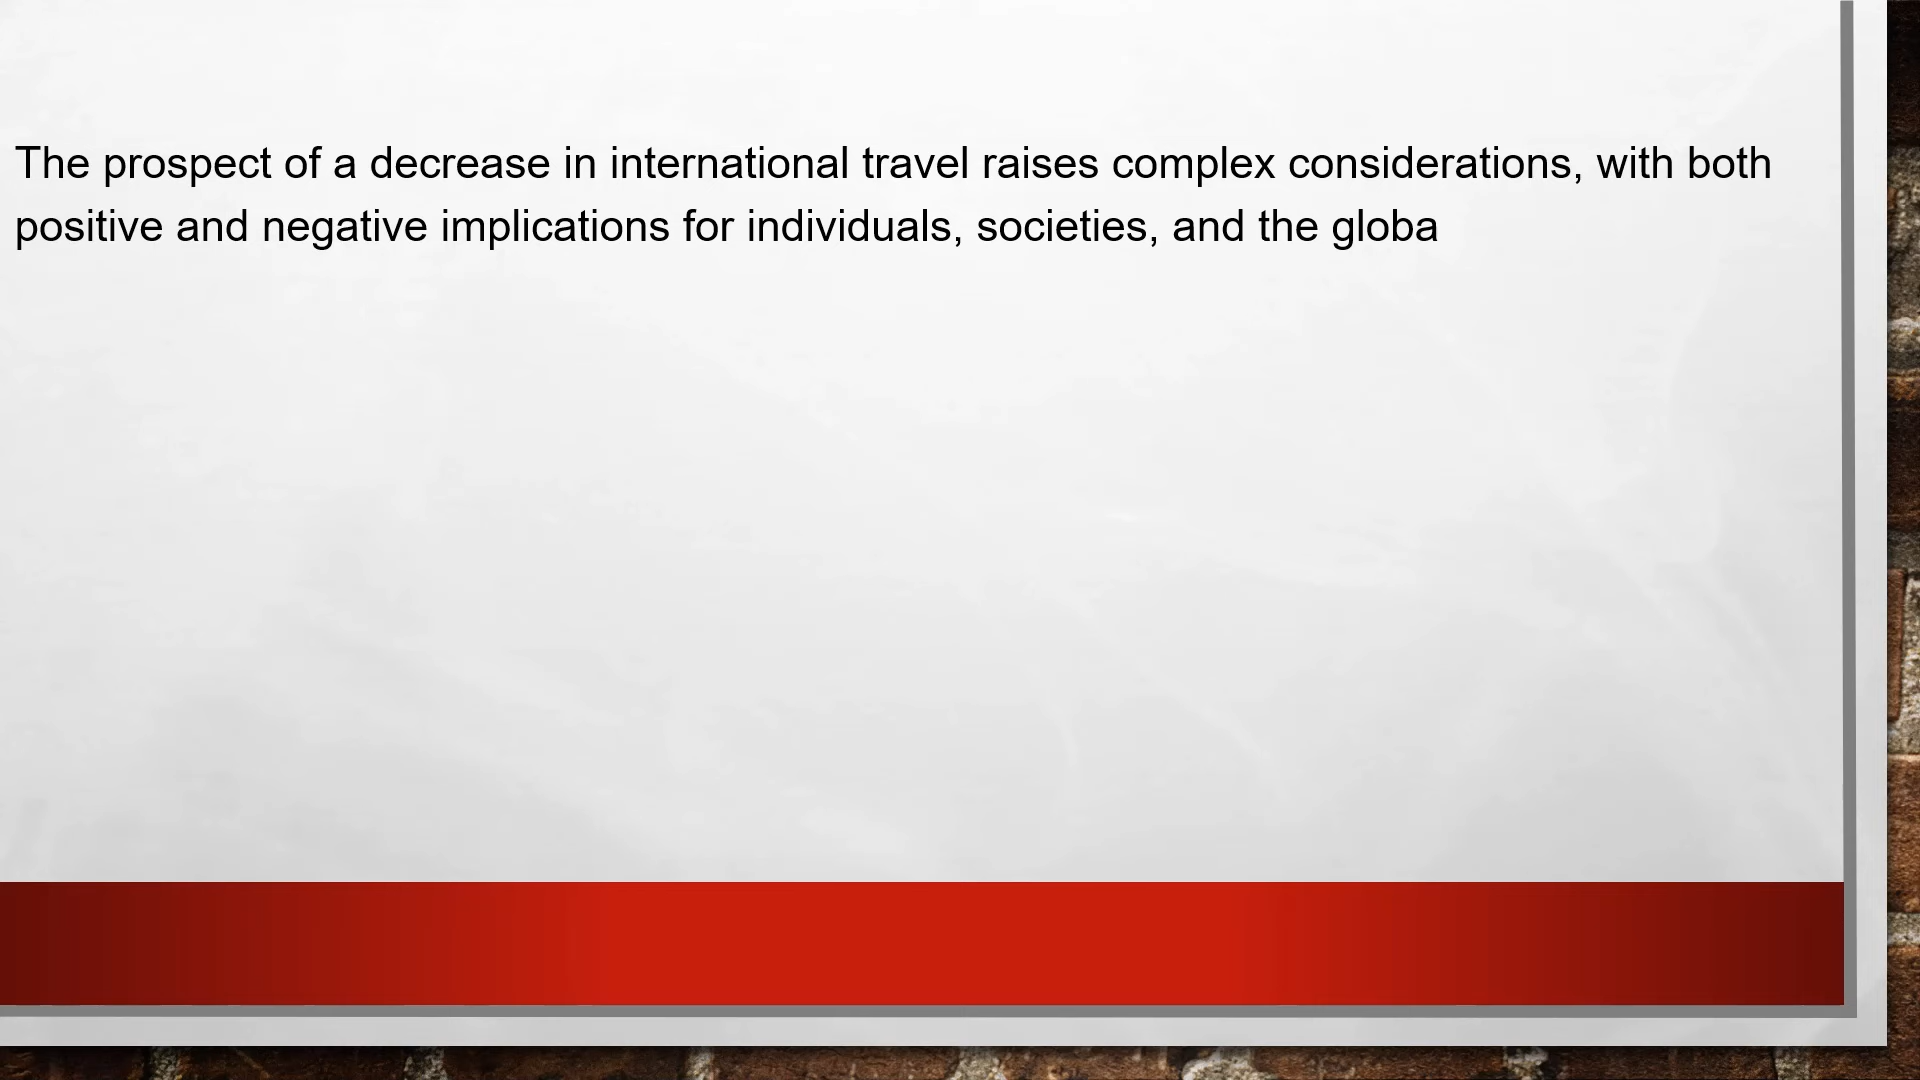 The prospect of a decrease in international travel raises complex considerations, with both
positive and negative implications for individuals, societies, and the globa